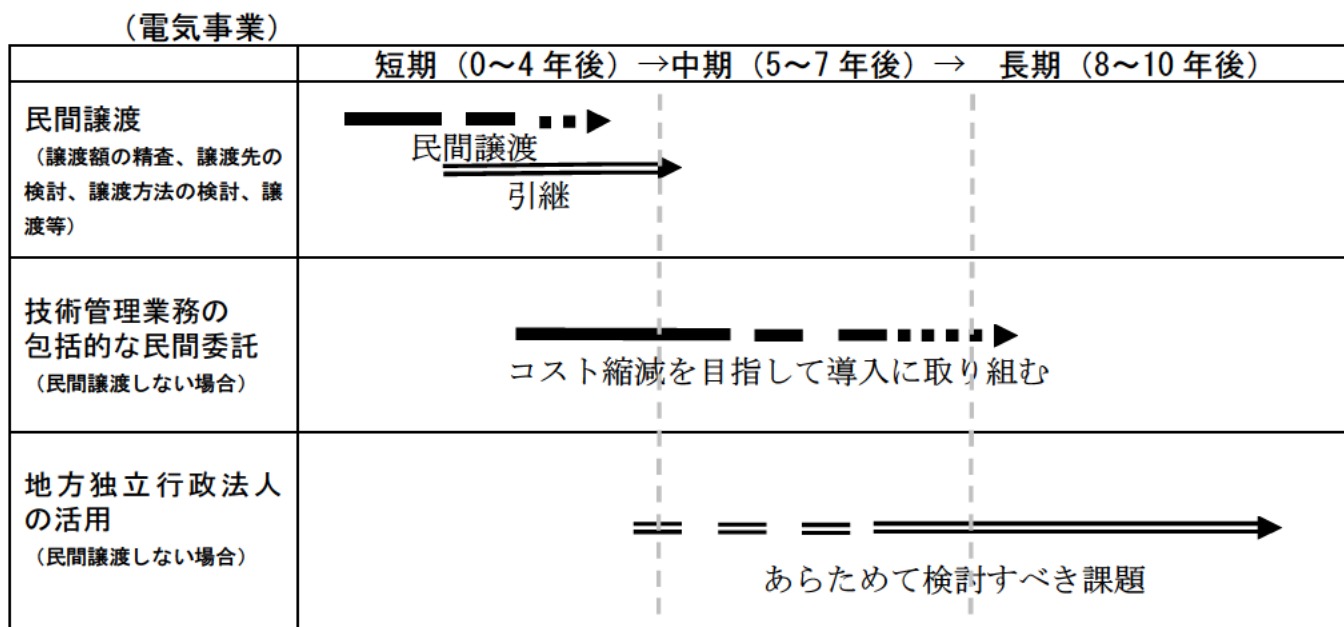 （電気事業）
短期（0～4 年後）→中期（5～7 年後）→ 長期（8～10 年後）
民間譲渡
（譲渡額の精査、譲渡先の
検討、譲渡方法の検討、譲
渡等）
民間譲渡
引継
技術管理業務の
包括的な民間委託
（民間譲渡しない場合）
コスト縮減を目指して導入に取り組む
地方独立行政法人
の活用
（民間譲渡しない場合）
あらためて検討すべき課題